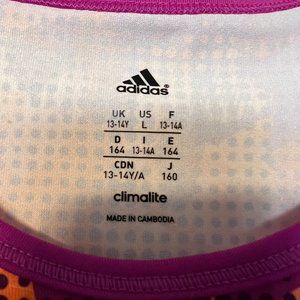 adidas
UK US F
13-14Y L 13-14A
D I E
164 13-14A 164
CDN J
13-14Y/A 160
climalite
MADE IN CAMBODIA